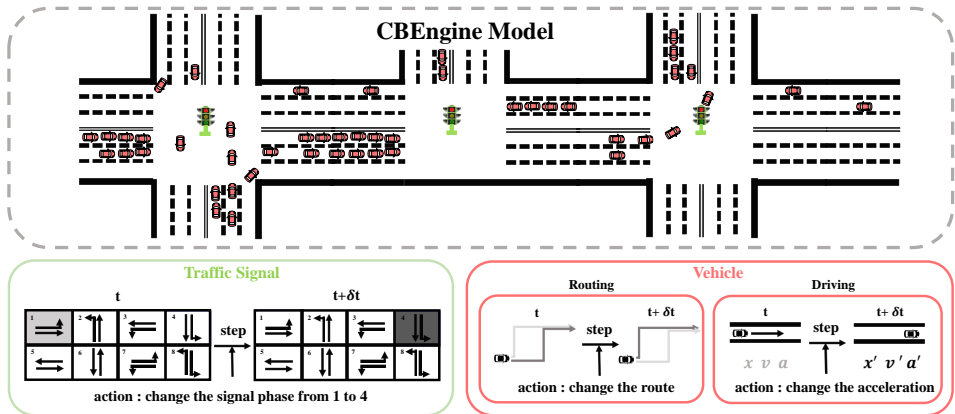 CBEngine Model
Traffic Signal
t
t+δt
1 2 3 4
5 6 7 8
step
1 2 3 4
5 6 7 8
action : change the signal phase from 1 to 4
Vehicle
Routing
t
t+ δt
step
action : change the route
Driving
t
t+ δt
step
x v a
x' v' a'
action : change the acceleration